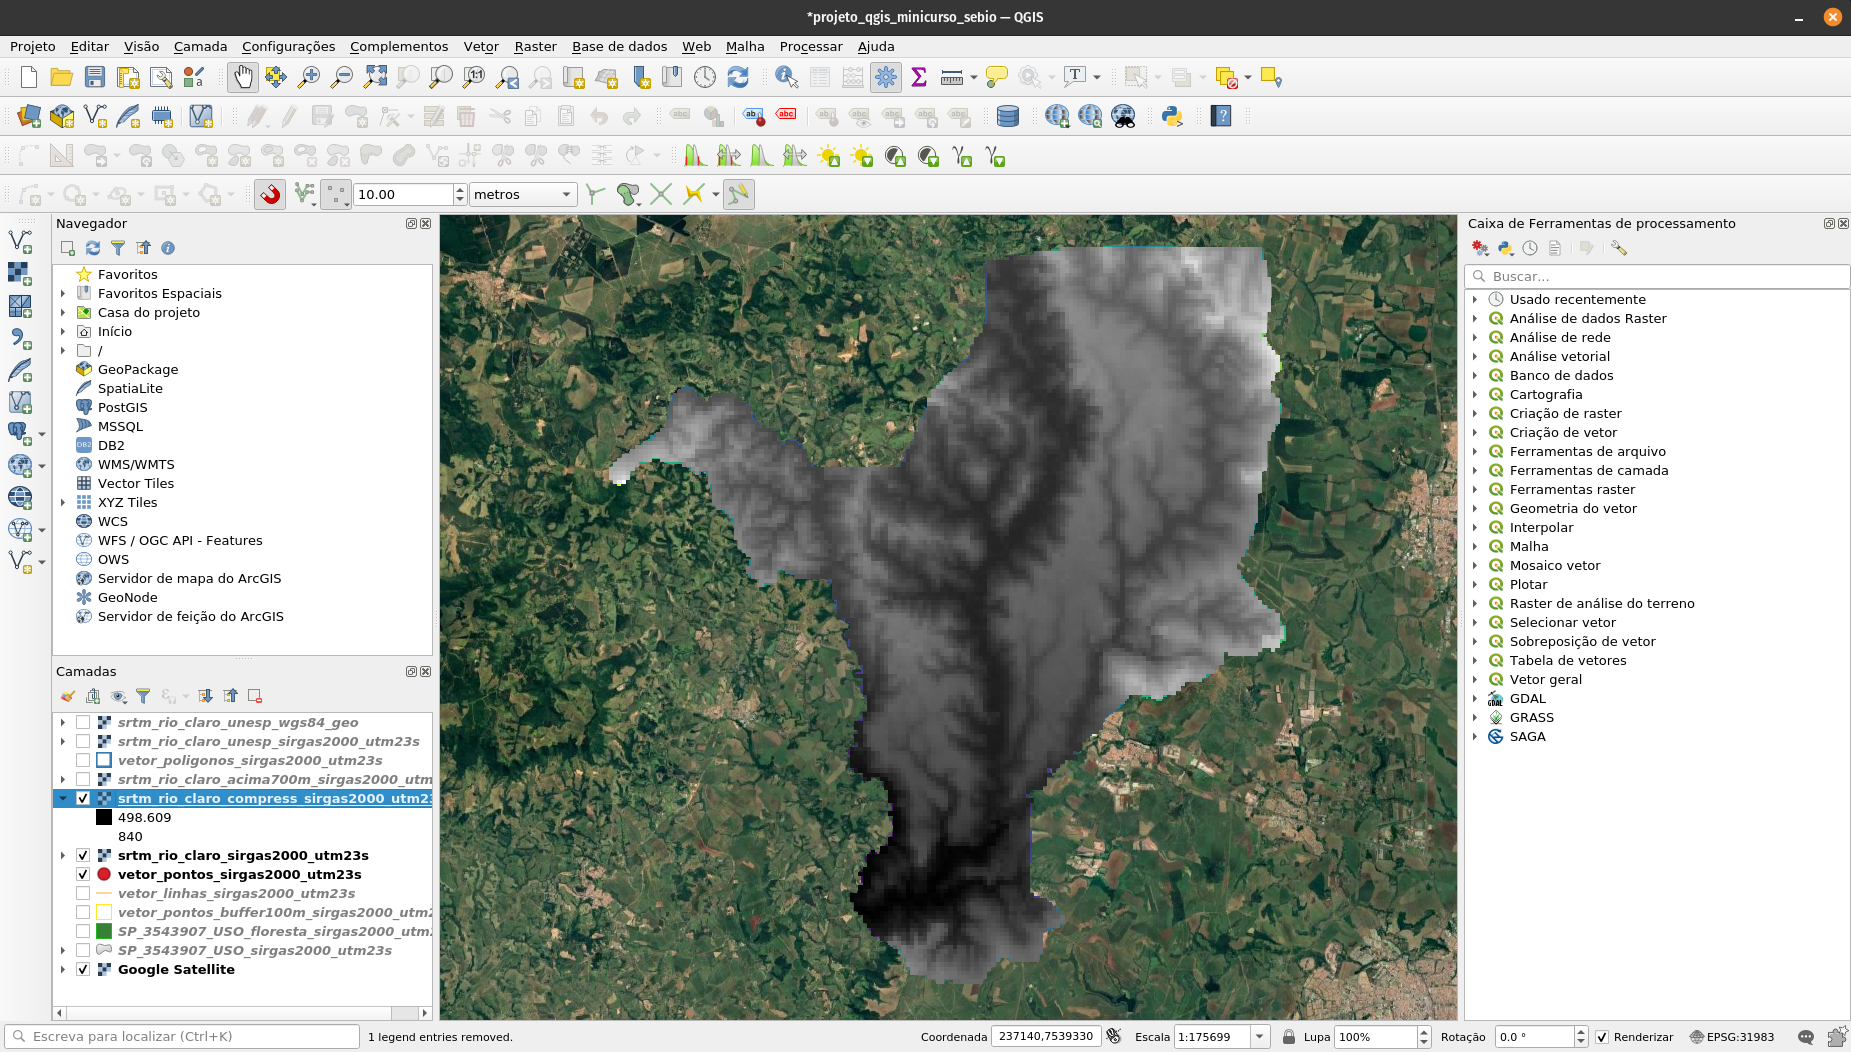 *projeto_qgis_minicurso_sebio — QGIS
Projeto Editar Visão Camada Configurações Complementos Vetor Raster Base de dados Web Malha Processar Ajuda
10.00 metros
Navegador
Favoritos
Favoritos Espaciais
Casa do projeto
Início
/
GeoPackage
SpatiaLite
PostGIS
MSSQL
DB2
WMS/WMTS
Vector Tiles
XYZ Tiles
WCS
WFS / OGC API - Features
OWS
Servidor de mapa do ArcGIS
GeoNode
Servidor de feição do ArcGIS
Camadas
srtm_rio_claro_unesp_wgs84_geo
srtm_rio_claro_unesp_sirgas2000_utm23s
vetor_poligonos_sirgas2000_utm23s
srtm_rio_claro_acima700m_sirgas2000_utm
srtm_rio_claro_compress_sirgas2000_utm23
498.609
840
srtm_rio_claro_sirgas2000_utm23s
vetor_pontos_sirgas2000_utm23s
vetor_linhas_sirgas2000_utm23s
vetor_pontos_buffer100m_sirgas2000_utm2
SP_3543907_USO_floresta_sirgas2000_utm
SP_3543907_USO_sirgas2000_utm23s
Google Satellite
Caixa de Ferramentas de processamento
Buscar...
Usado recentemente
Análise de dados Raster
Análise de rede
Análise vetorial
Banco de dados
Cartografia
Criação de raster
Criação de vetor
Ferramentas de arquivo
Ferramentas de camada
Ferramentas raster
Geometria do vetor
Interpolar
Malha
Mosaico vetor
Plotar
Raster de análise do terreno
Selecionar vetor
Sobreposição de vetor
Tabela de vetores
Vetor geral
GDAL
GRASS
SAGA
Escreva para localizar (Ctrl+K) 1 legend entries removed. Coordenada 237140,7539330 Escala 1:175699 Lupa 100% Rotação 0.0 ° Renderizar EPSG:31983